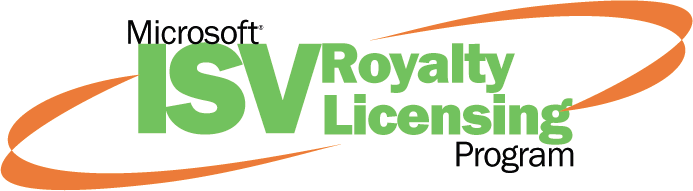 Microsoft®
ISV Royalty
Licensing
Program